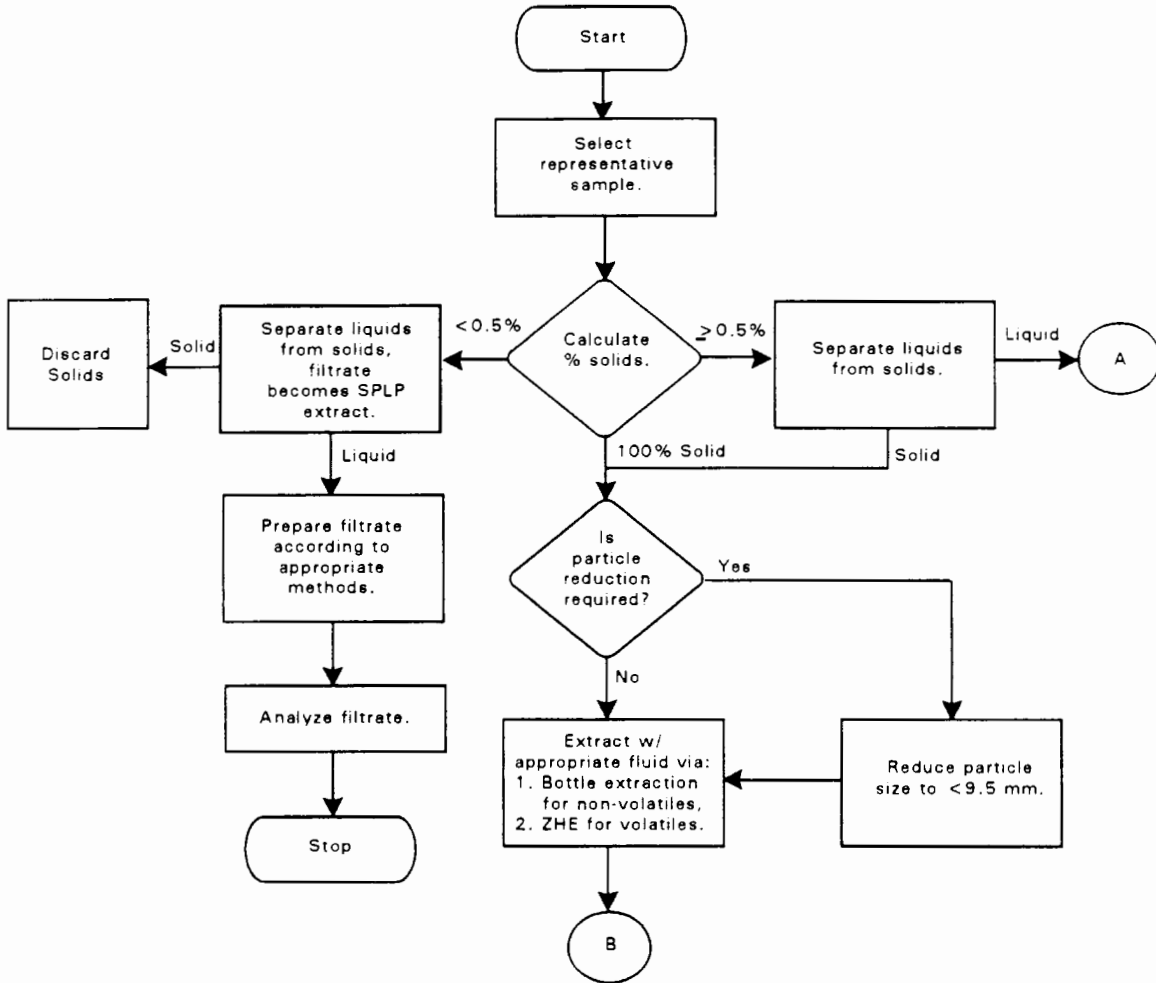 Start
Select
representative
sample.
Calculate
% solids.
<0.5%
Separate liquids
from solids,
filtrate
becomes SPLP
extract.
Solid
Discard
Solids
≥0.5%
Separate liquids
from solids.
Liquid
A
Liquid
100% Solid
Solid
Prepare filtrate
according to
appropriate
methods.
Is
particle
reduction
required?
Yes
No
Analyze filtrate.
Stop
Extract w/
appropriate fluid via:
1. Bottle extraction
for non-volatiles,
2. ZHE for volatiles.
Reduce particle
size to <9.5 mm.
B